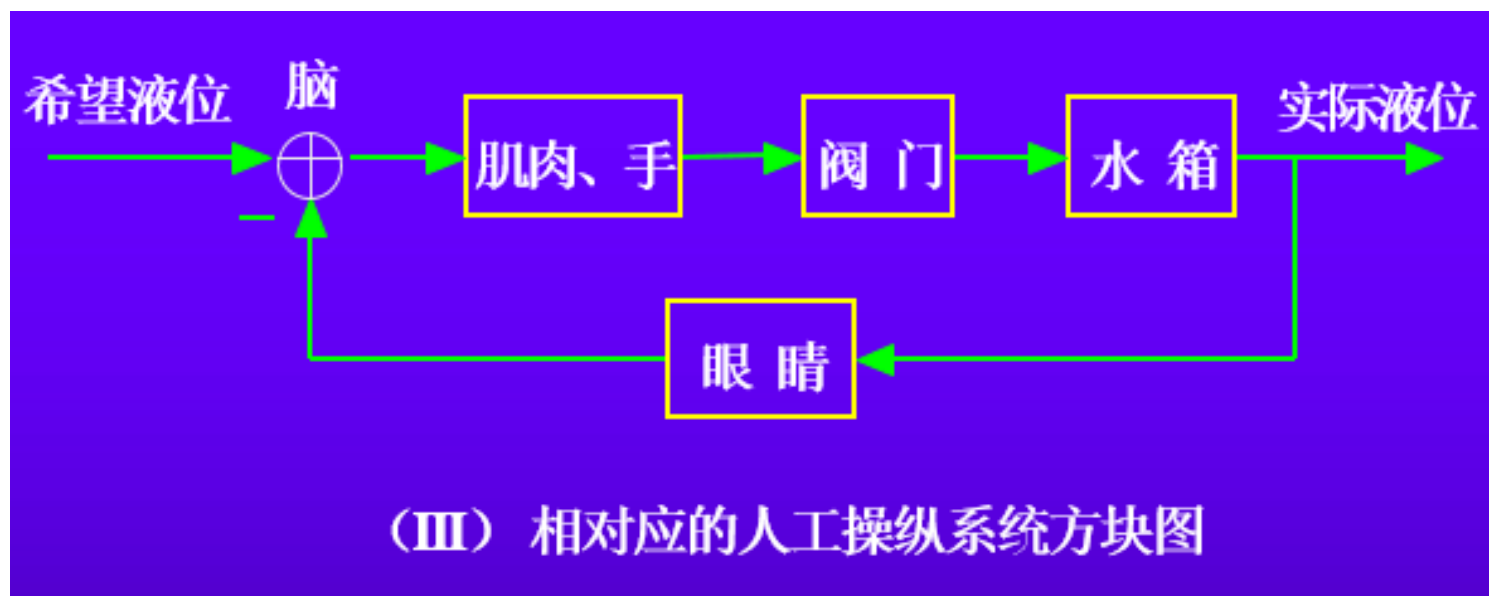 希望液位
脑
肌肉、手
阀 门
水 箱
实际液位
眼 睛
（III） 相对应的人工操纵系统方块图